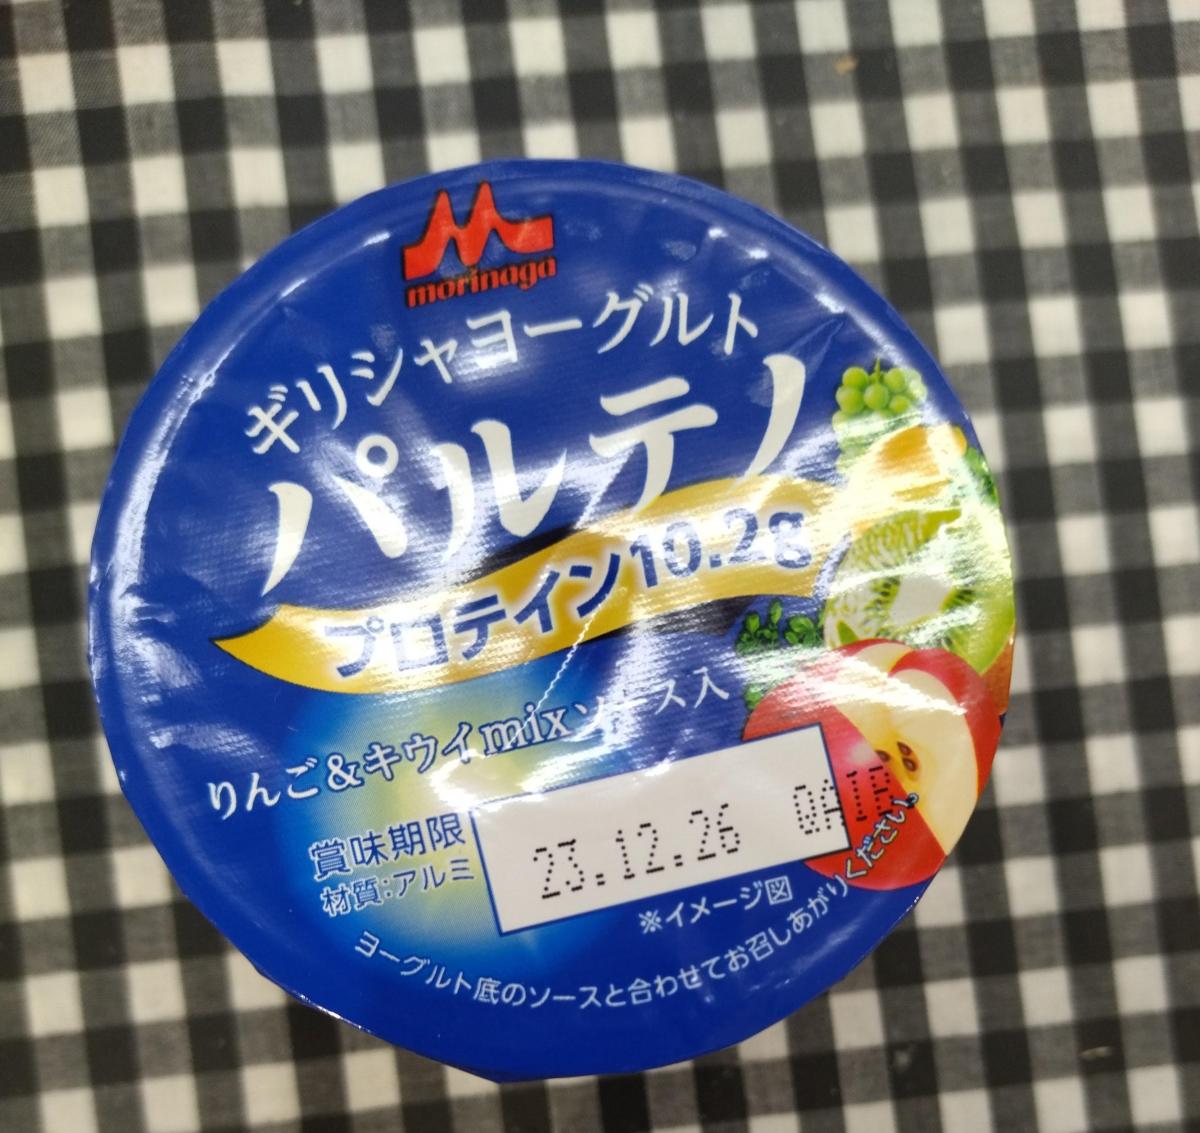 morinaga
ギリシャヨーグルト
パルテノ
プロテイン10.2g
りんご&キウイmixソース入
賞味期限
材質:アルミ
23.12.26
※イメージ図
ヨーグルト底のソースと合わせてお召しあがりください。